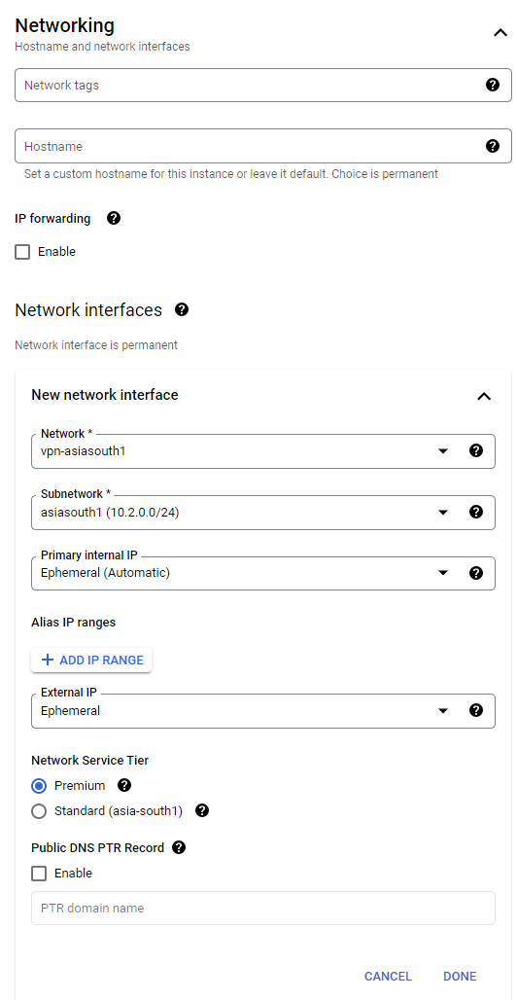 Networking
Hostname and network interfaces
Network tags
Hostname
Set a custom hostname for this instance or leave it default. Choice is permanent
IP forwarding
Enable
Network interfaces
Network interface is permanent
New network interface
Network *
vpn-asiasouth1
Subnetwork *
asiasouth1 (10.2.0.0/24)
Primary internal IP
Ephemeral (Automatic)
Alias IP ranges
ADD IP RANGE
External IP
Ephemeral
Network Service Tier
Premium
Standard (asia-south1)
Public DNS PTR Record
Enable
PTR domain name
CANCEL DONE